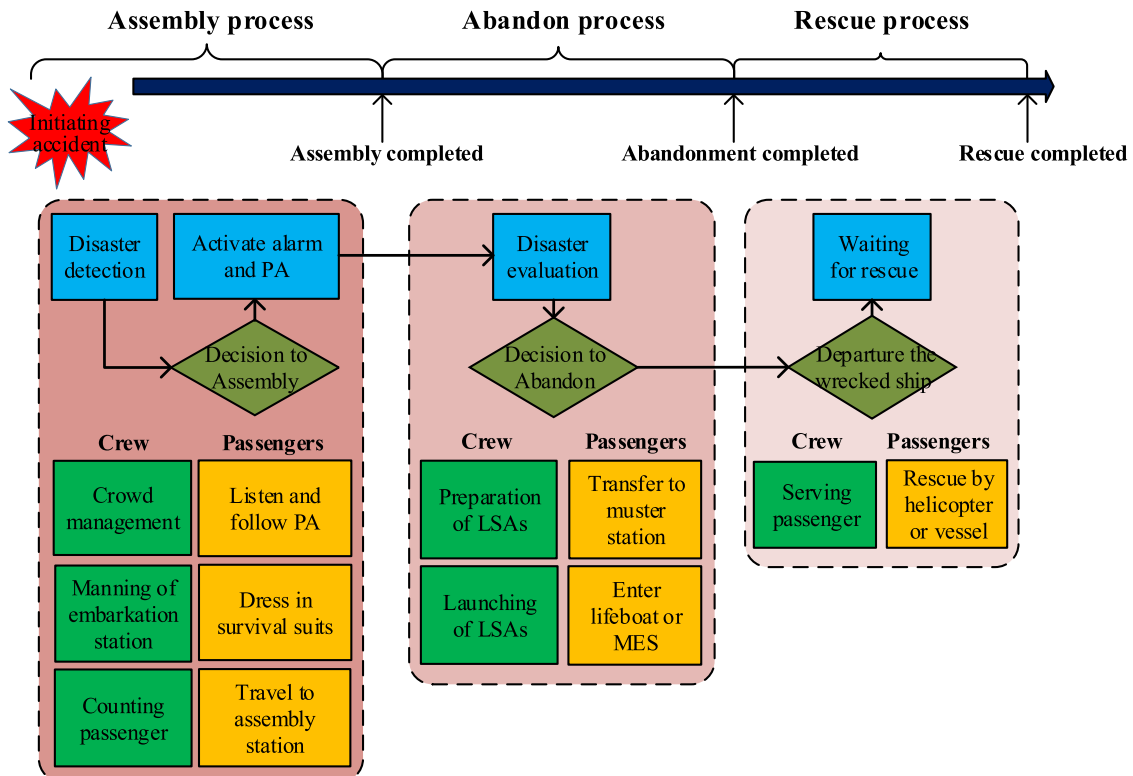 Assembly process
Abandon process
Rescue process
Initiating
accident
Assembly completed
Abandonment completed
Rescue completed
Disaster
detection
Activate alarm
and PA
Decision to
Assembly
Crew
Passengers
Crowd
management
Listen and
follow PA
Manning of
embarkation
station
Dress in
survival suits
Counting
passenger
Travel to
assembly
station
Disaster
evaluation
Decision to
Abandon
Crew
Passengers
Preparation
of LSAs
Transfer to
muster
station
Launching
of LSAs
Enter
lifeboat or
MES
Waiting
for rescue
Departure the
wrecked ship
Crew
Passengers
Serving
passenger
Rescue by
helicopter
or vessel